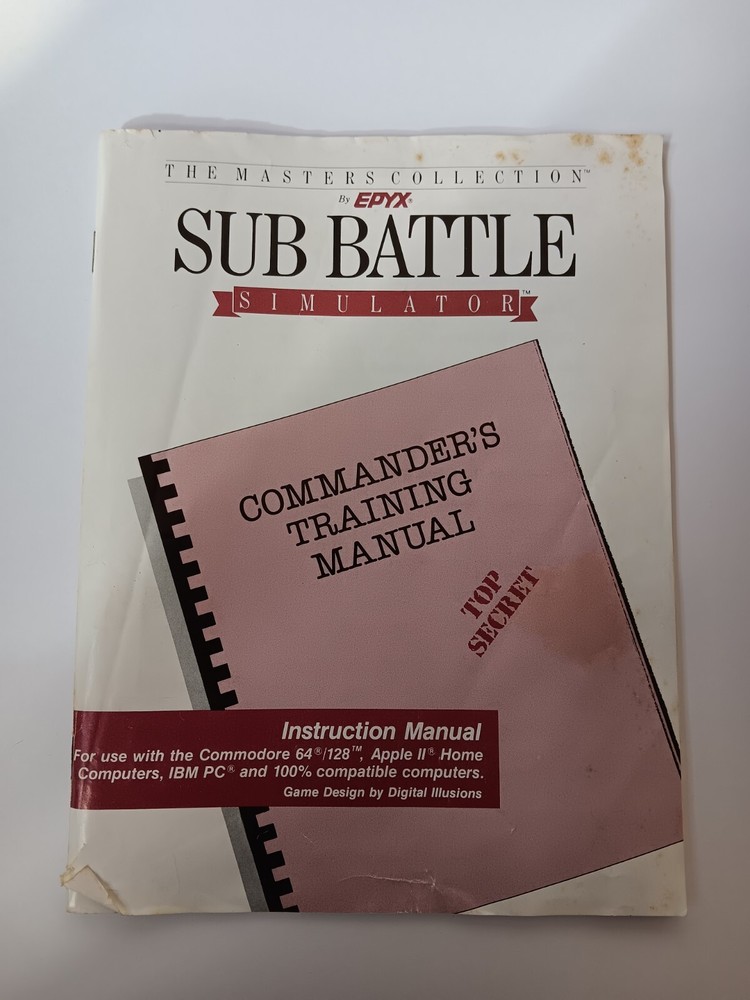 THE MASTERS COLLECTION™
By EPYX®
SUB BATTLE
SIMULATOR™
COMMANDER'S
TRAINING
MANUAL
TOP
SECRET
Instruction Manual
For use with the Commodore 64®/128™, Apple II® Home
Computers, IBM PC® and 100% compatible computers.
Game Design by Digital Illusions